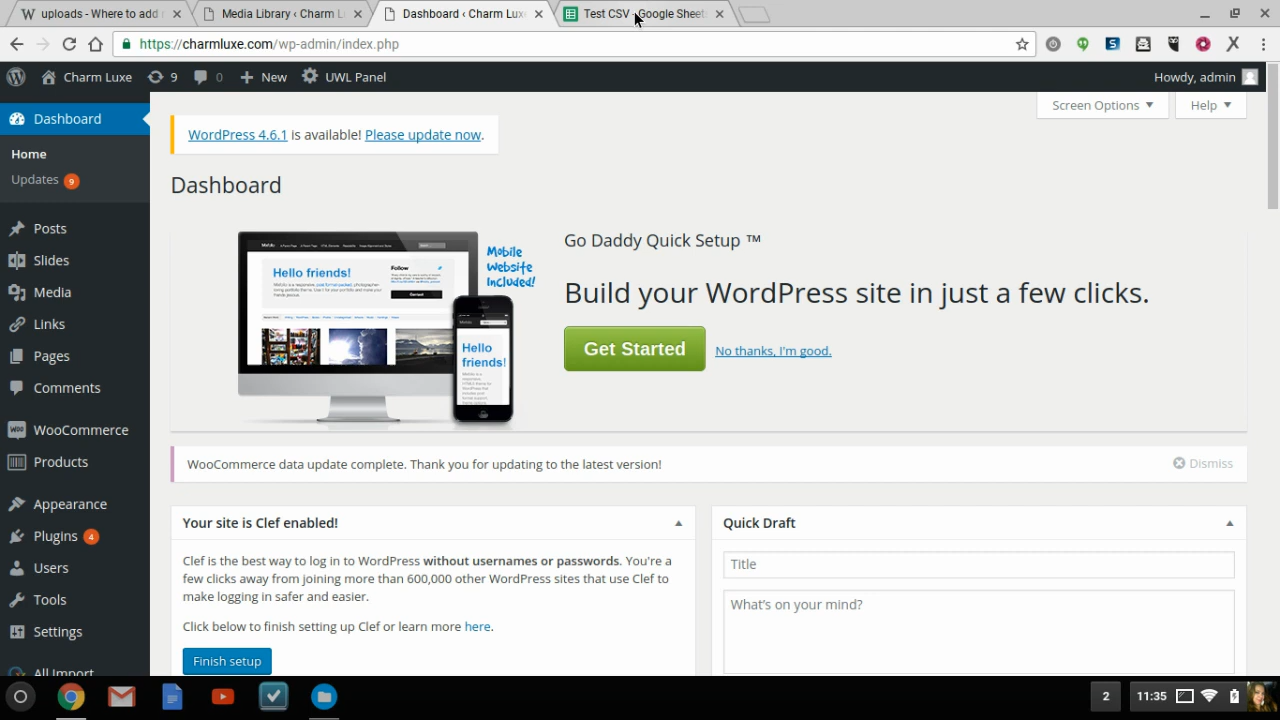 uploads - Where to add
Media Library ‹ Charm L
Dashboard ‹ Charm Luxe
Test CSV - Google Sheets
https://charmluxe.com/wp-admin/index.php
Charm Luxe
9
0
New
UWL Panel
Howdy, admin
Dashboard
Home
Updates 9
Posts
Slides
Media
Links
Pages
Comments
WooCommerce
Products
Appearance
Plugins 4
Users
Tools
Settings
All Import
Screen Options
Help
WordPress 4.6.1 is available! Please update now.
Dashboard
Hello friends!
Follow
Mobile
Website
Included!
Hello
friends!
Go Daddy Quick Setup ™
Build your WordPress site in just a few clicks.
Get Started
No thanks, I'm good.
WooCommerce data update complete. Thank you for updating to the latest version!
Dismiss
Your site is Clef enabled!
Clef is the best way to log in to WordPress without usernames or passwords. You're a
few clicks away from joining more than 600,000 other WordPress sites that use Clef to
make logging in safer and easier.
Click below to finish setting up Clef or learn more here.
Finish setup
Quick Draft
Title
What's on your mind?
2
11:35